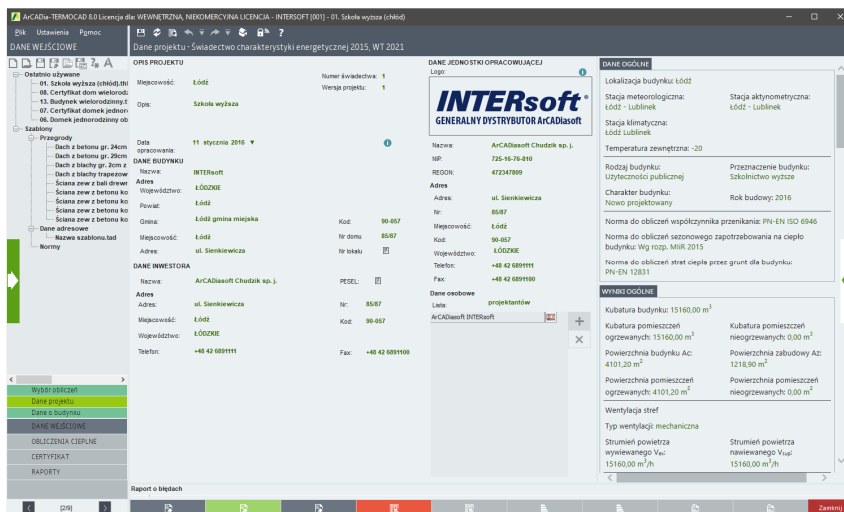 ArCADia-TERMOCAD 8.0 Licencja dla: WEWNĘTRZNA, NIEKOMERCYJNA LICENCJA - INTERSOFT [001] - 01. Szkoła wyższa (chłód)
Plik Ustawienia Pomoc
DANE WEJŚCIOWE
Dane projektu - Świadectwo charakterystyki energetycznej 2015, WT 2021
Ostatnio używane
01. Szkoła wyższa (chłód).thl
08. Certyfikat dom wielorodz
13. Budynek wielorodzinny.t
07. Certyfikat domek jednor
06. Domek jednorodzinny ob
Szablony
Przegrody
Dach z betonu gr. 24cm
Dach z betonu gr. 29cm
Dach z blachy gr. 2cm z
Dach z blachy trapezow
Ściana zew z bali drew
Ściana zew z betonu ko
Ściana zew z betonu ko
Ściana zew z betonu ko
Ściana zew z betonu ko
Dane adresowe
Nazwa szablonu.tad
Normy
Wybór obliczeń
Dane projektu
Dane o budynku
DANE WEJŚCIOWE
OBLICZENIA CIEPLNE
CERTYFIKAT
RAPORTY
[2/9]
OPIS PROJEKTU
Miejscowość: Łódź
Numer świadectwa: 1
Wersja projektu: 1
Opis: Szkoła wyższa
Data opracowania: 11 stycznia 2016
DANE BUDYNKU
Nazwa: INTERsoft
Adres
Województwo: ŁÓDZKIE
Powiat: Łódź
Gmina: Łódź gmina miejska Kod: 90-057
Miejscowość: Łódź Nr domu 85/87
Adres: ul. Sienkiewicza Nr lokalu
DANE INWESTORA
Nazwa: ArCADiasoft Chudzik sp. j. PESEL:
Adres
Adres: ul. Sienkiewicza Nr: 85/87
Miejscowość: Łódź Kod: 90-057
Województwo: ŁÓDZKIE
Telefon: +48 42 6891111 Fax: +48 42 6891100
Raport o błędach
DANE JEDNOSTKI OPRACOWUJĄCEJ
Logo:
INTERsoft
GENERALNY DYSTRYBUTOR ArCADiasoft
Nazwa: ArCADiasoft Chudzik sp. j.
NIP: 725-16-76-810
REGON: 472347809
Adres
Adres: ul. Sienkiewicza
Nr: 85/87
Miejscowość: Łódź
Kod: 90-057
Województwo: ŁÓDZKIE
Telefon: +48 42 6891111
Fax: +48 42 6891100
Dane osobowe
Lista: projektantów
ArCADiasoft INTERsoft
DANE OGÓLNE
Lokalizacja budynku: Łódź
Stacja meteorologiczna: Stacja aktynometryczna:
Łódź - Lublinek Łódź - Lublinek
Stacja klimatyczna:
Łódź Lublinek
Temperatura zewnętrzna: -20
Rodzaj budynku: Przeznaczenie budynku:
Użyteczności publicznej Szkolnictwo wyższe
Charakter budynku:
Nowo projektowany Rok budowy: 2016
Norma do obliczeń współczynnika przenikania: PN-EN ISO 6946
Norma do obliczeń sezonowego zapotrzebowania na ciepło
budynku: Wg rozp. MIiR 2015
Norma do obliczeń strat ciepła przez grunt dla budynku:
PN-EN 12831
WYNIKI OGÓLNE
Kubatura budynku: 15160,00 m³
Kubatura pomieszczeń Kubatura pomieszczeń
ogrzewanych: 15160,00 m³ nieogrzewanych: 0,00 m³
Powierzchnia budynku Ac: Powierzchnia zabudowy Az:
4101,20 m² 1218,90 m²
Powierzchnia pomieszczeń Powierzchnia pomieszczeń
ogrzewanych: 4101,20 m² nieogrzewanych: 0,00 m²
Wentylacja stref
Typ wentylacji: mechaniczna
Strumień powietrza Strumień powietrza
wywiewanego Vex: nawiewanego Vsup:
15160,00 m³/h 15160,00 m³/h
Zamknij